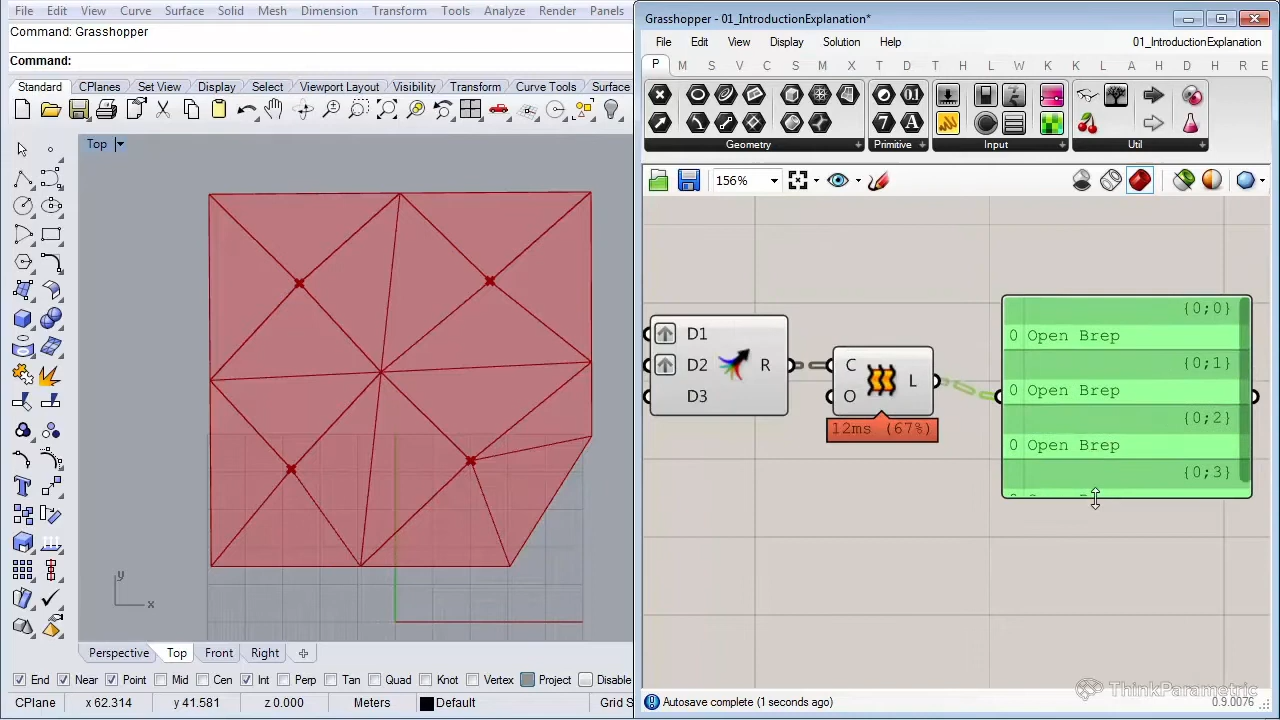 File Edit View Curve Surface Solid Mesh Dimension Transform Tools Analyze Render Panels
Command: Grasshopper
Command:
Standard CPlanes Set View Display Select Viewport Layout Visibility Transform Curve Tools Surface
Top
Perspective Top Front Right
End Near Point Mid Cen Int Perp Tan Quad Knot Vertex Project Disable
CPlane x 62.314 y 41.581 z 0.000 Meters Default Grid S
Grasshopper - 01_IntroductionExplanation*
File Edit View Display Solution Help 01_IntroductionExplanation
P M S V C S M X T D T H L W K K L A B D H R E
Geometry Primitive Input Util
156%
D1
D2 R
D3
C L
O
12ms (67%)
{0;0}
0 Open Brep
{0;1}
0 Open Brep
{0;2}
0 Open Brep
{0;3}
y
x
ThinkParametric
Autosave complete (1 seconds ago) 0.9.0076